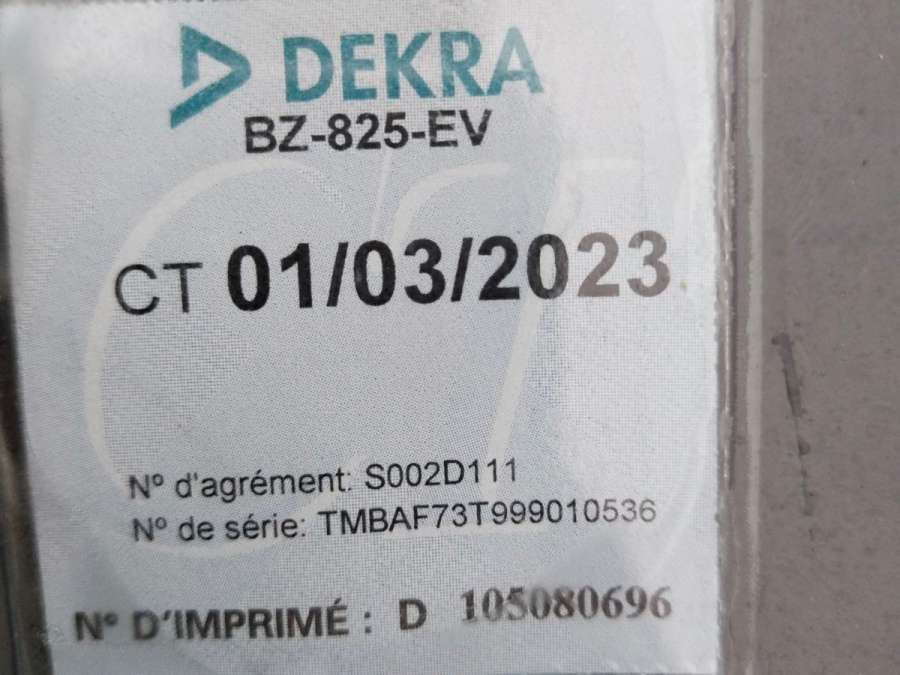 DEKRA
BZ-825-EV
CT 01/03/2023
N° d'agrément: S002D111
N° de série: TMBAF73T999010536
N° D'IMPRIMÉ : D 105080696